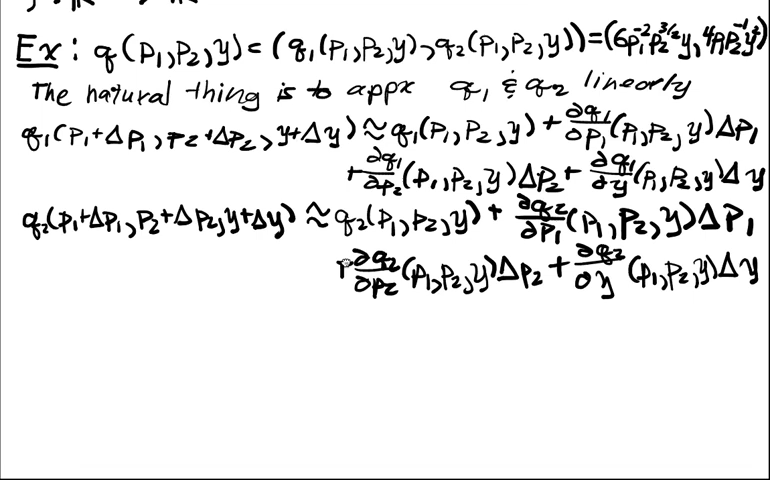 Ex: q(P₁,P₂,y) = (q₁(P₁,P₂,y), q₂(P₁,P₂,y)) = (6P₁⁻²P₂^{3/2}y, 4P₁P₂⁻¹y²)
The natural thing is to appx q₁ & q₂ linearly
q₁(P₁+ΔP₁, P₂+ΔP₂, y+Δy) ≈ q₁(P₁,P₂,y) + ∂q₁/∂P₁(P₁,P₂,y)ΔP₁
+ ∂q₁/∂P₂(P₁,P₂,y)ΔP₂ + ∂q₁/∂y(P₁,P₂,y)Δy
q₂(P₁+ΔP₁, P₂+ΔP₂, y+Δy) ≈ q₂(P₁,P₂,y) + ∂q₂/∂P₁(P₁,P₂,y)ΔP₁
+ ∂q₂/∂P₂(P₁,P₂,y)ΔP₂ + ∂q₂/∂y(P₁,P₂,y)Δy